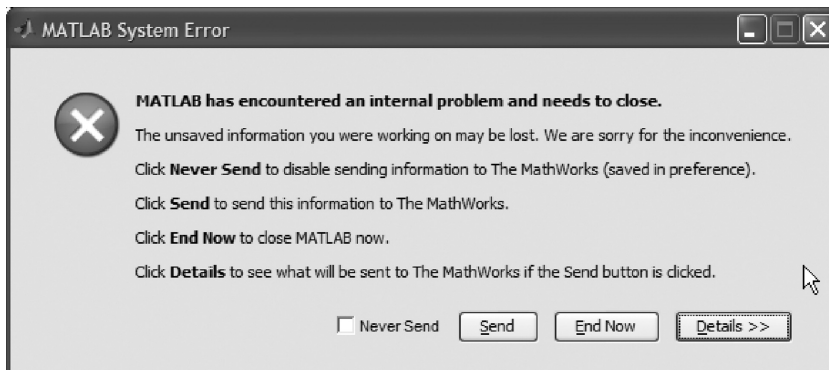 MATLAB System Error
MATLAB has encountered an internal problem and needs to close.
The unsaved information you were working on may be lost. We are sorry for the inconvenience.
Click Never Send to disable sending information to The MathWorks (saved in preference).
Click Send to send this information to The MathWorks.
Click End Now to close MATLAB now.
Click Details to see what will be sent to The MathWorks if the Send button is clicked.
Never Send Send End Now Details >>